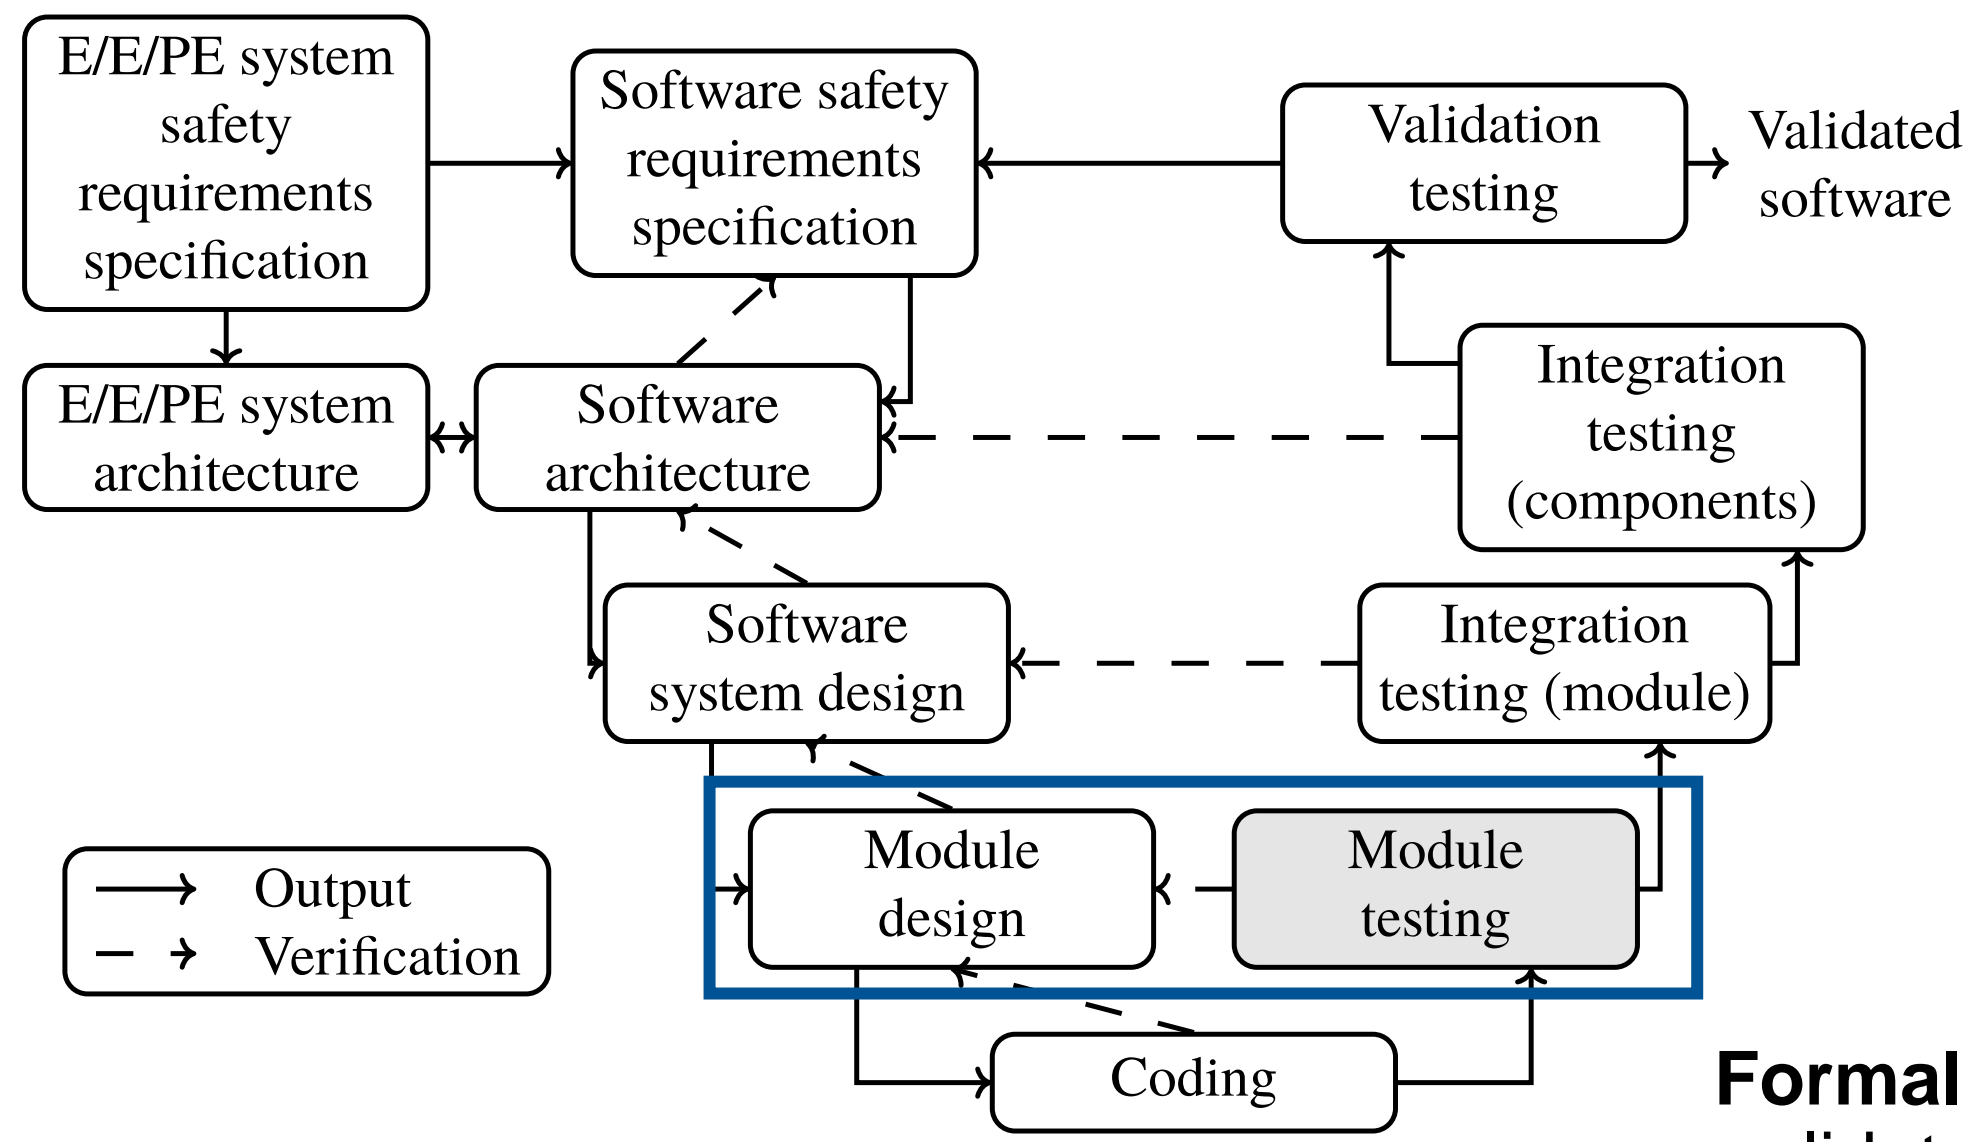 E/E/PE system
safety
requirements
specification
Software safety
requirements
specification
Validation
testing
Validated
software
E/E/PE system
architecture
Software
architecture
Integration
testing
(components)
Software
system design
Integration
testing (module)
Module
design
Module
testing
Output
Verification
Coding
Formal